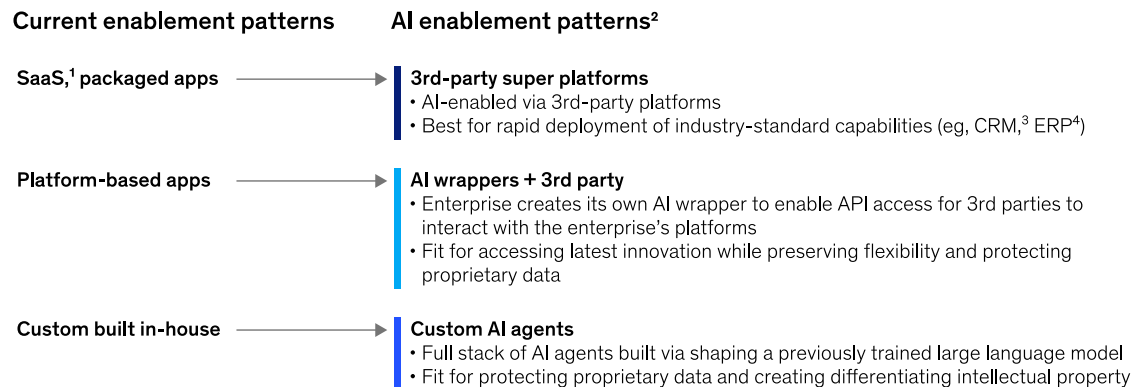 Current enablement patterns
AI enablement patterns²
SaaS,¹ packaged apps
3rd-party super platforms
• AI-enabled via 3rd-party platforms
• Best for rapid deployment of industry-standard capabilities (eg, CRM,³ ERP⁴)
Platform-based apps
AI wrappers + 3rd party
• Enterprise creates its own AI wrapper to enable API access for 3rd parties to
interact with the enterprise's platforms
• Fit for accessing latest innovation while preserving flexibility and protecting
proprietary data
Custom built in-house
Custom AI agents
• Full stack of AI agents built via shaping a previously trained large language model
• Fit for protecting proprietary data and creating differentiating intellectual property